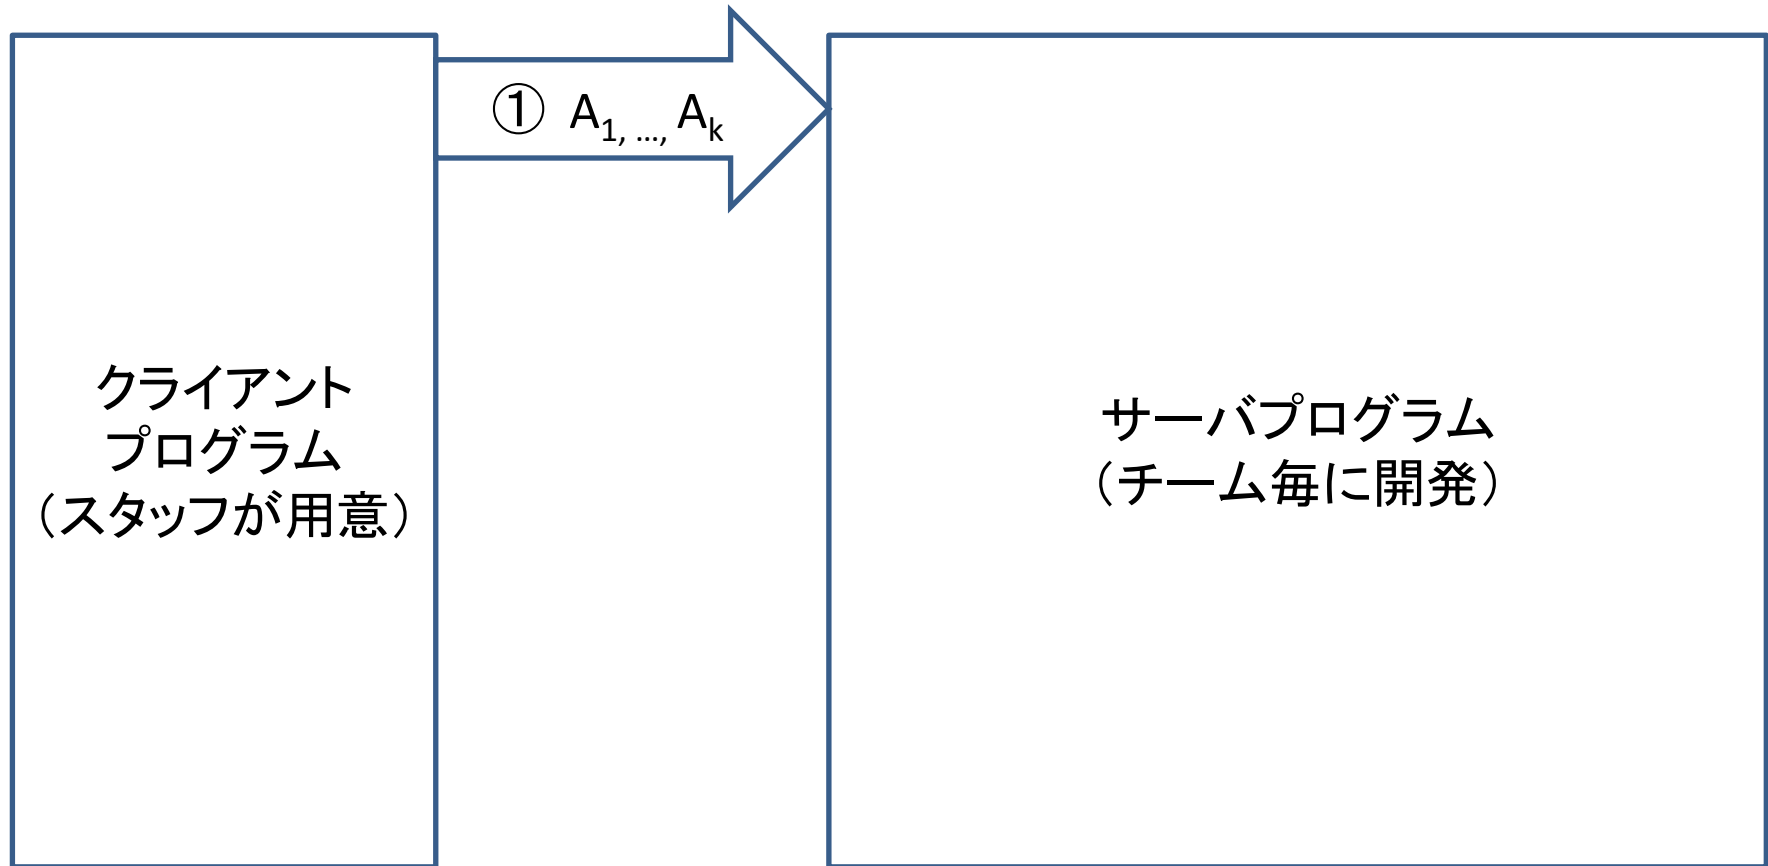 ① A1, …, Ak
クライアント
プログラム
（スタッフが用意）
サーバプログラム
（チーム毎に開発）